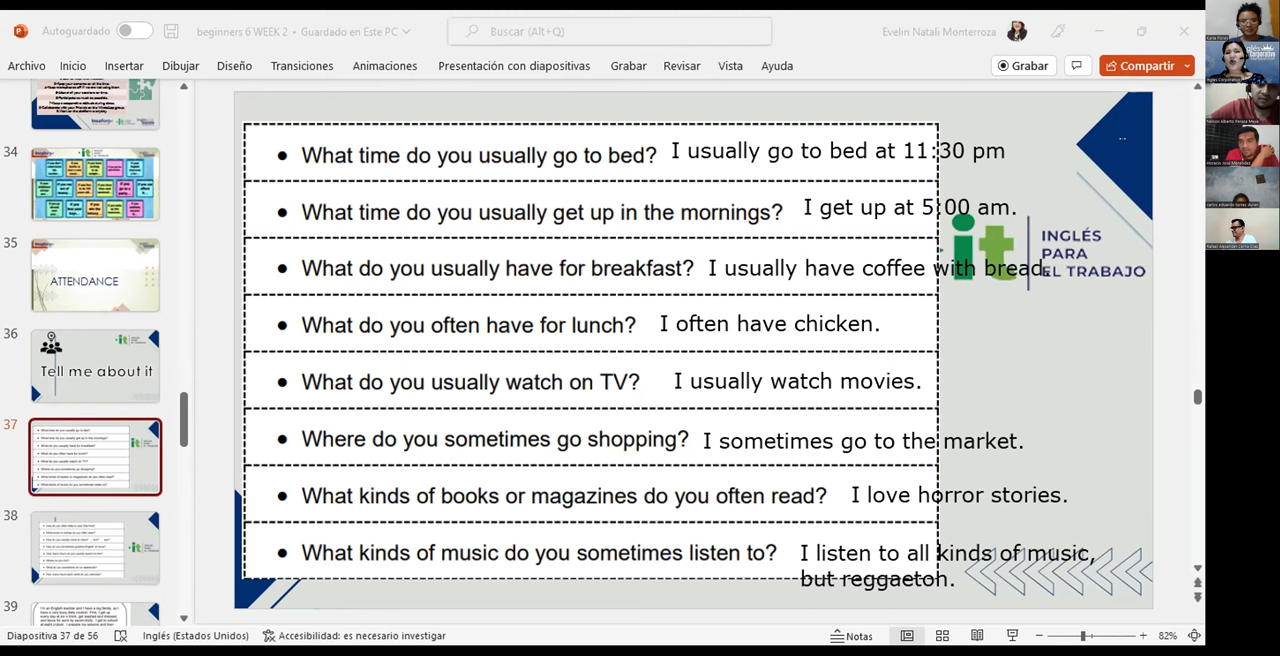 Autoguardado
beginners 6 WEEK 2 • Guardado en Este PC
Buscar (Alt+Q)
Evelin Natali Monterroza
Archivo Inicio Insertar Dibujar Diseño Transiciones Animaciones Presentación con diapositivas Grabar Revisar Vista Ayuda
Grabar
Compartir
34
35
ATTENDANCE
36
Tell me about it
37
38
39
• What time do you usually go to bed? I usually go to bed at 11:30 pm
• What time do you usually get up in the mornings? I get up at 5:00 am.
• What do you usually have for breakfast? I usually have coffee with bread.
• What do you often have for lunch? I often have chicken.
• What do you usually watch on TV? I usually watch movies.
• Where do you sometimes go shopping? I sometimes go to the market.
• What kinds of books or magazines do you often read? I love horror stories.
• What kinds of music do you sometimes listen to? I listen to all kinds of music,
but reggaeton.
it
INGLÉS
PARA
EL TRABAJO
Diapositiva 37 de 56
Inglés (Estados Unidos)
Accesibilidad: es necesario investigar
Notas
82%